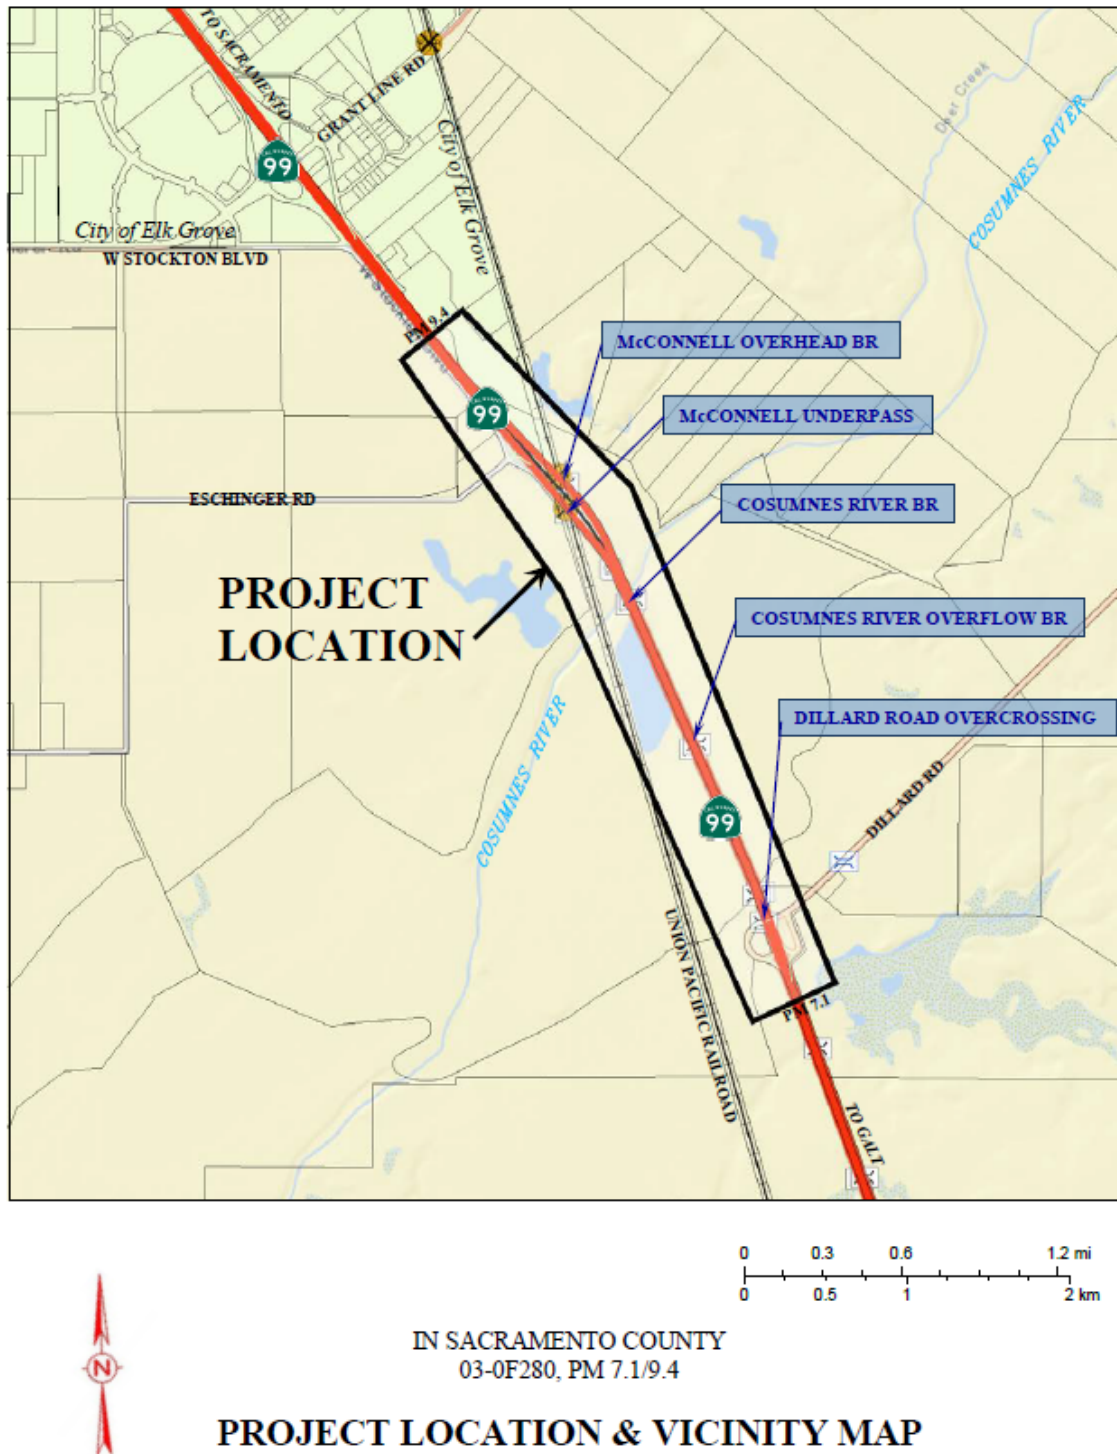 TO SACRAMENTO
GRANT LINE RD
Deer Creek
COSUMNES RIVER
99
City of Elk Grove
City of Elk Grove
W STOCKTON BLVD
PM 9.4
McCONNELL OVERHEAD BR
99
McCONNELL UNDERPASS
ESCHINGER RD
COSUMNES RIVER BR
PROJECT
LOCATION
COSUMNES RIVER OVERFLOW BR
DILLARD ROAD OVERCROSSING
COSUMNES RIVER
99
DILLARD RD
UNION PACIFIC RAILROAD
PM 7.1
TO GALT
0 0.3 0.6 1.2 mi
0 0.5 1 2 km
N
IN SACRAMENTO COUNTY
03-0F280, PM 7.1/9.4
PROJECT LOCATION & VICINITY MAP